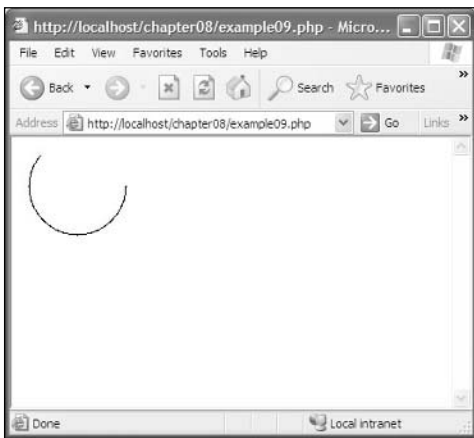 http://localhost/chapter08/example09.php - Micro...
File Edit View Favorites Tools Help
Back Search Favorites »
Address http://localhost/chapter08/example09.php Go Links »
Done Local intranet